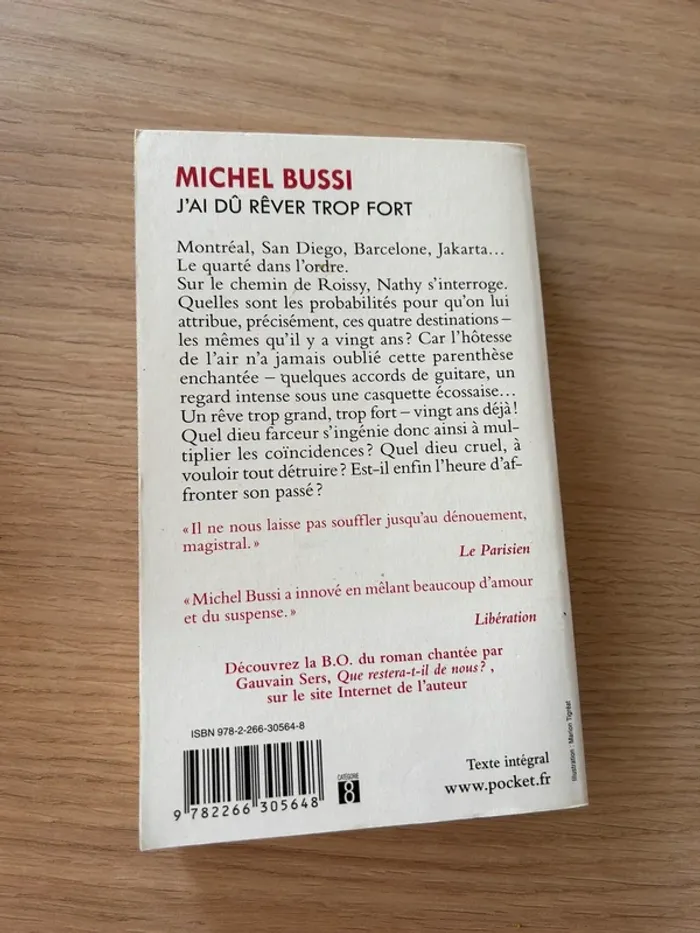 MICHEL BUSSI
J'AI DÛ RÊVER TROP FORT
Montréal, San Diego, Barcelone, Jakarta...
Le quarté dans l'ordre.
Sur le chemin de Roissy, Nathy s'interroge.
Quelles sont les probabilités pour qu'on lui
attribue, précisément, ces quatre destinations –
les mêmes qu'il y a vingt ans ? Car l'hôtesse
de l'air n'a jamais oublié cette parenthèse
enchantée – quelques accords de guitare, un
regard intense sous une casquette écossaise...
Un rêve trop grand, trop fort – vingt ans déjà !
Quel dieu farceur s'ingénie donc ainsi à mul-
tiplier les coïncidences ? Quel dieu cruel, à
vouloir tout détruire ? Est-il enfin l'heure d'af-
fronter son passé ?
« Il ne nous laisse pas souffler jusqu'au dénouement,
magistral. »
Le Parisien
« Michel Bussi a innové en mêlant beaucoup d'amour
et du suspense. »
Libération
Découvrez la B.O. du roman chantée par
Gauvain Sers, Que restera-t-il de nous ? ,
sur le site Internet de l'auteur
ISBN 978-2-266-30564-8
9 782266 305648
CATÉGORIE
8
Texte intégral
www.pocket.fr
Illustration : Marion Tigréat